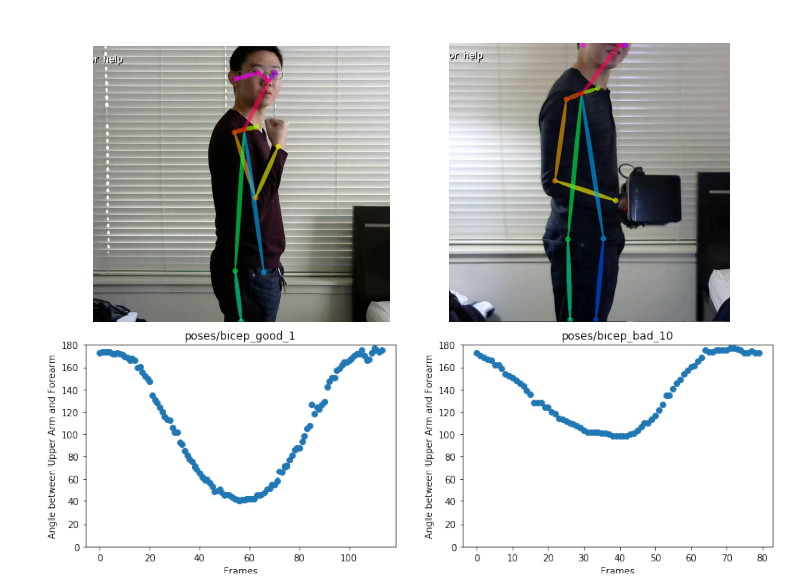 or help
or help
poses/bicep_good_1
poses/bicep_bad_10
Angle between Upper Arm and Forearm
180
160
140
120
100
80
60
40
20
0
0 20 40 60 80 100
Frames
Angle between Upper Arm and Forearm
180
160
140
120
100
80
60
40
20
0
0 10 20 30 40 50 60 70 80
Frames